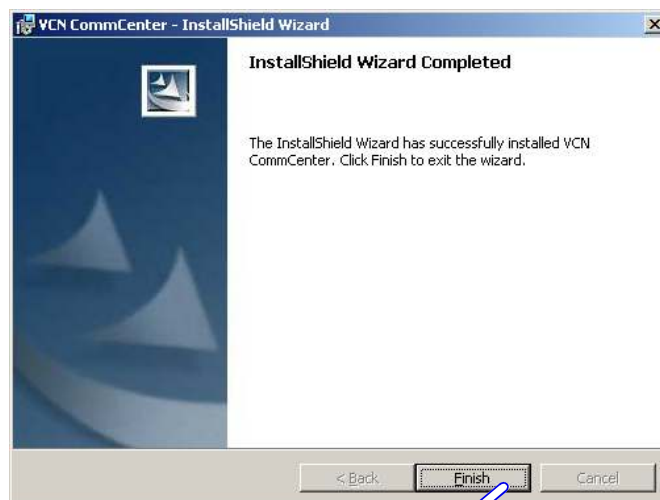 VCN CommCenter - InstallShield Wizard
InstallShield Wizard Completed
The InstallShield Wizard has successfully installed VCN
CommCenter. Click Finish to exit the wizard.
< Back
Finish
Cancel